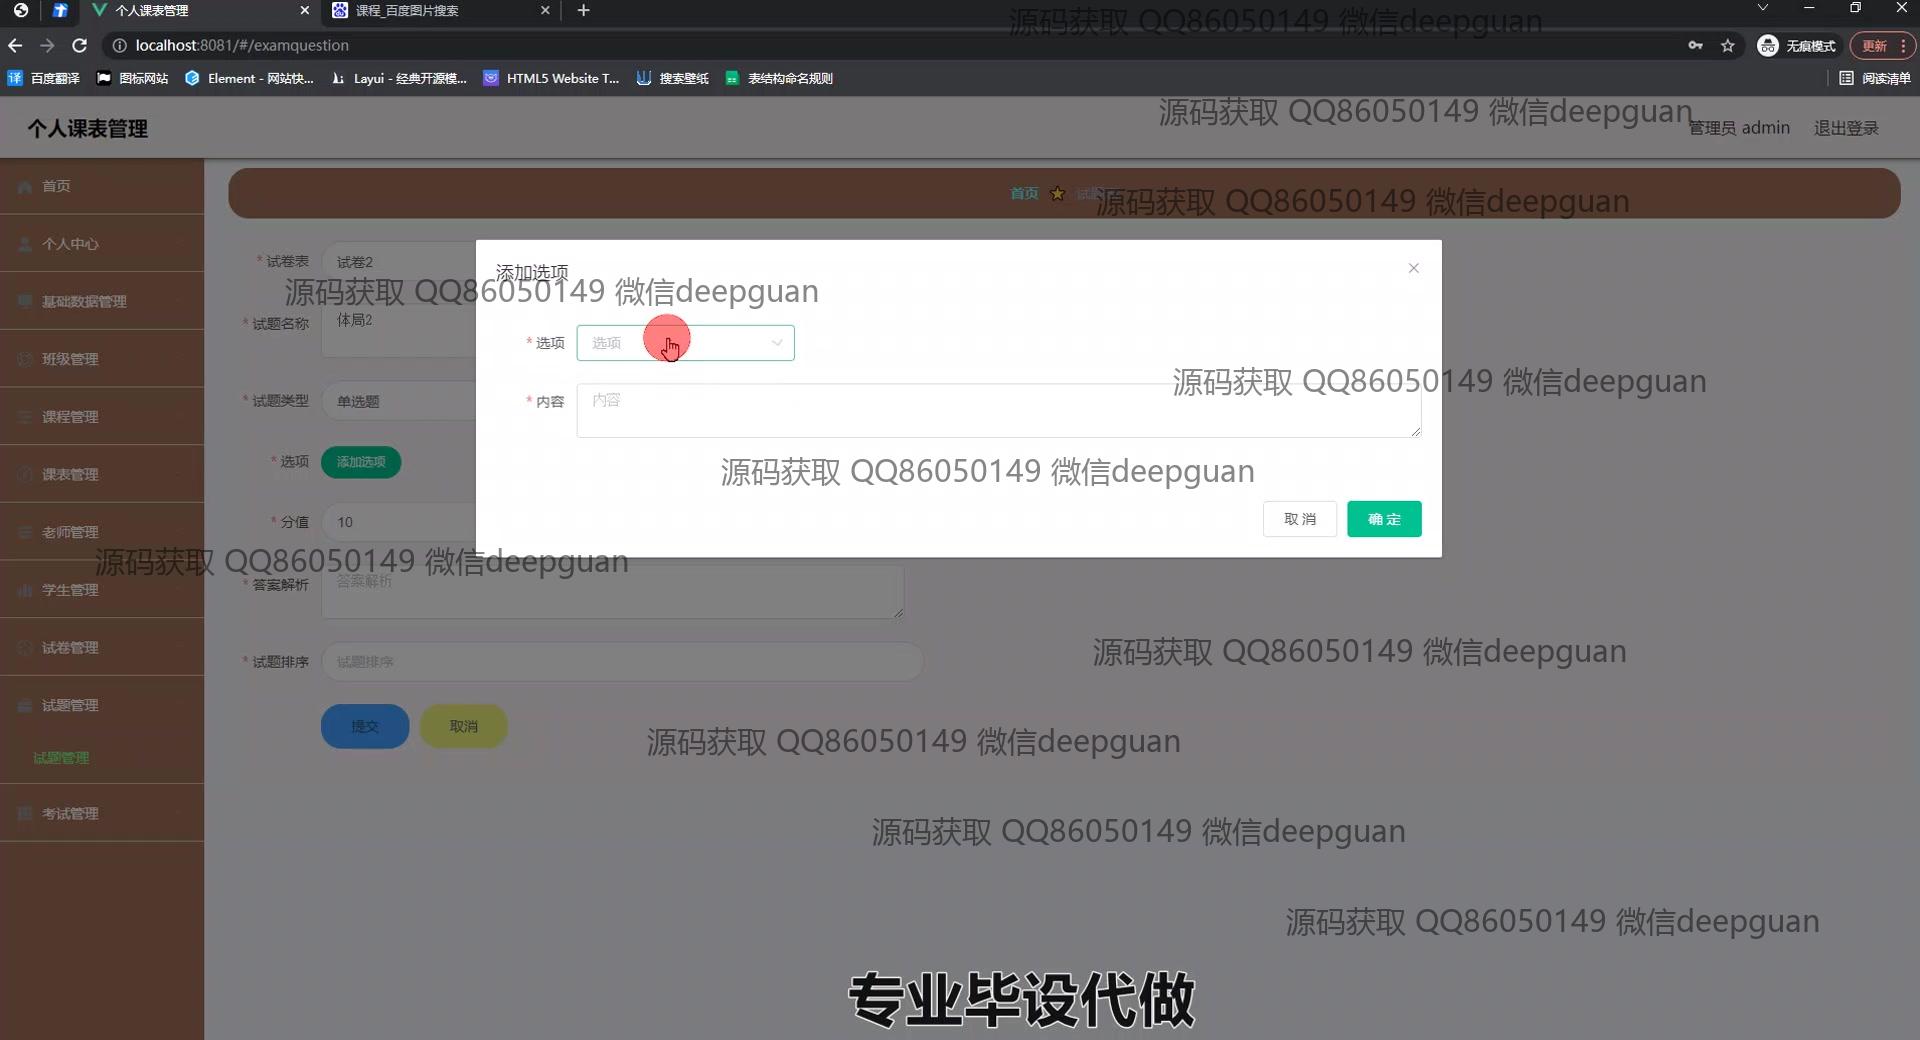 个人课表管理
课程_百度图片搜索
源码获取 QQ86050149 微信deepguan
localhost:8081/#/examquestion
无痕模式
更新
百度翻译
图标网站
Element - 网站快...
Layui - 经典开源模...
HTML5 Website T...
搜索壁纸
表结构命名规则
阅读清单
源码获取 QQ86050149 微信deepguan
个人课表管理
管理员 admin
退出登录
首页
首页
试题
源码获取 QQ86050149 微信deepguan
个人中心
基础数据管理
班级管理
课程管理
课表管理
老师管理
学生管理
试卷管理
试题管理
试题管理
考试管理
* 试卷表
试卷2
* 试题名称
体局2
* 试题类型
单选题
* 选项
添加选项
* 分值
10
* 答案解析
答案解析
* 试题排序
试题排序
提交
取消
添加选项
源码获取 QQ86050149 微信deepguan
* 选项
选项
源码获取 QQ86050149 微信deepguan
* 内容
内容
源码获取 QQ86050149 微信deepguan
取消
确定
源码获取 QQ86050149 微信deepguan
源码获取 QQ86050149 微信deepguan
源码获取 QQ86050149 微信deepguan
源码获取 QQ86050149 微信deepguan
源码获取 QQ86050149 微信deepguan
专业毕设代做